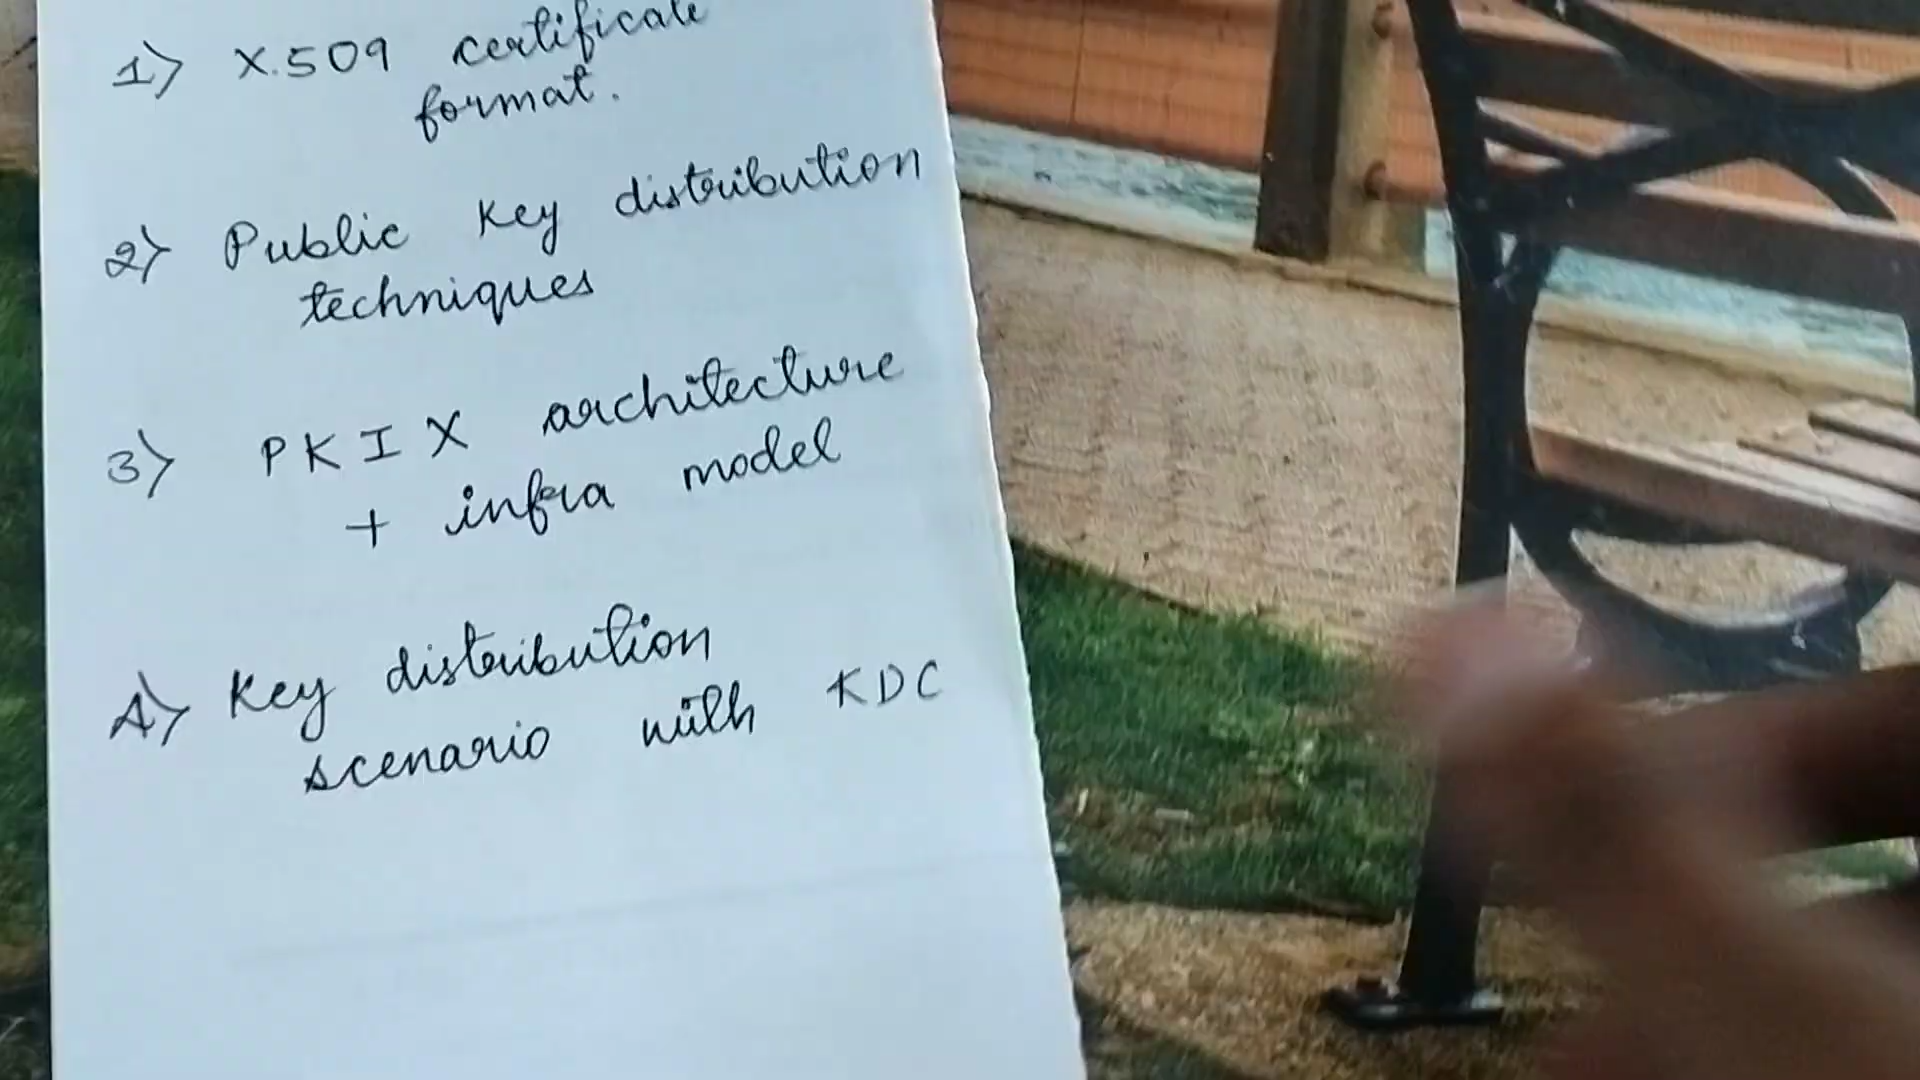 1) X.509 certificate
format.
2) Public Key distribution
techniques
3) PKIX architecture
+ infra model
4) Key distribution
scenario with KDC